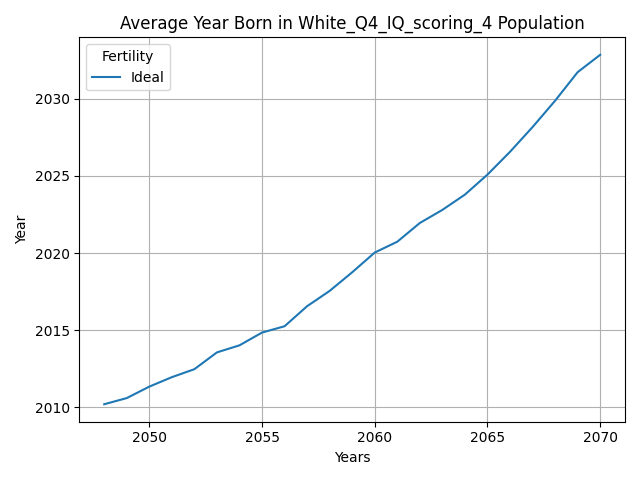 Average Year Born in White_Q4_IQ_scoring_4 Population
Fertility
Ideal
2030
2025
2020
2015
2010
Year
2050 2055 2060 2065 2070
Years